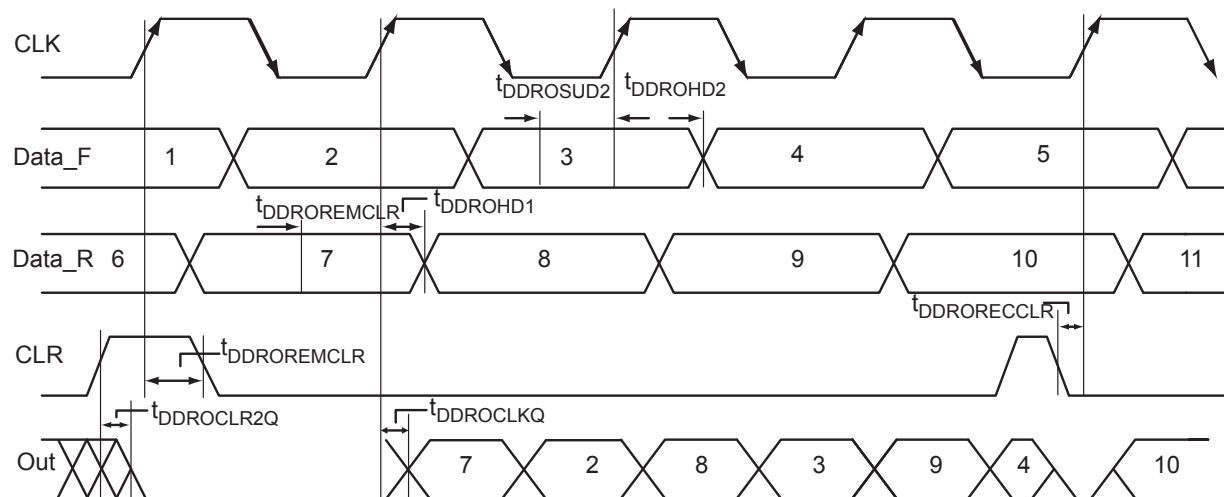 CLK
tDDROSUD2 tDDROHD2
Data_F 1 2 3 4 5
tDDROREMCLR tDDROHD1
Data_R 6 7 8 9 10 11
tDDRORECCLR
CLR tDDROREMCLR
tDDROCLR2Q tDDROCLKQ
Out 7 2 8 3 9 4 10